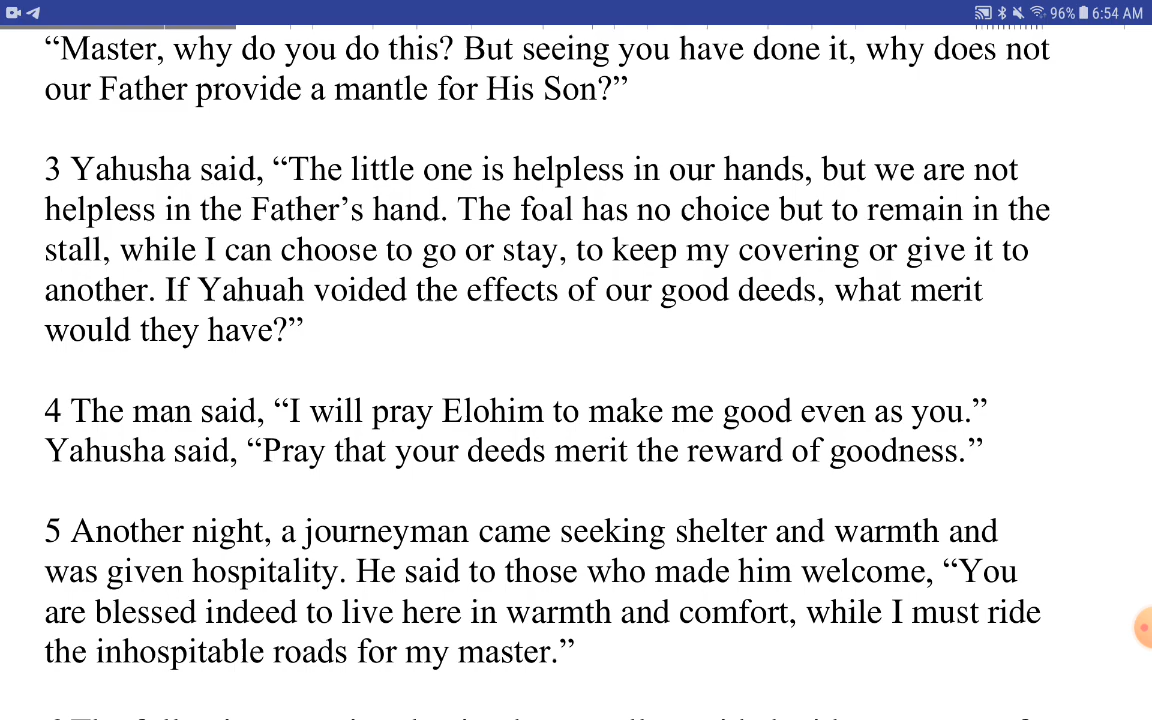 96% 6:54 AM
“Master, why do you do this? But seeing you have done it, why does not
our Father provide a mantle for His Son?”
3 Yahusha said, “The little one is helpless in our hands, but we are not
helpless in the Father’s hand. The foal has no choice but to remain in the
stall, while I can choose to go or stay, to keep my covering or give it to
another. If Yahuah voided the effects of our good deeds, what merit
would they have?”
4 The man said, “I will pray Elohim to make me good even as you.”
Yahusha said, “Pray that your deeds merit the reward of goodness.”
5 Another night, a journeyman came seeking shelter and warmth and
was given hospitality. He said to those who made him welcome, “You
are blessed indeed to live here in warmth and comfort, while I must ride
the inhospitable roads for my master.”